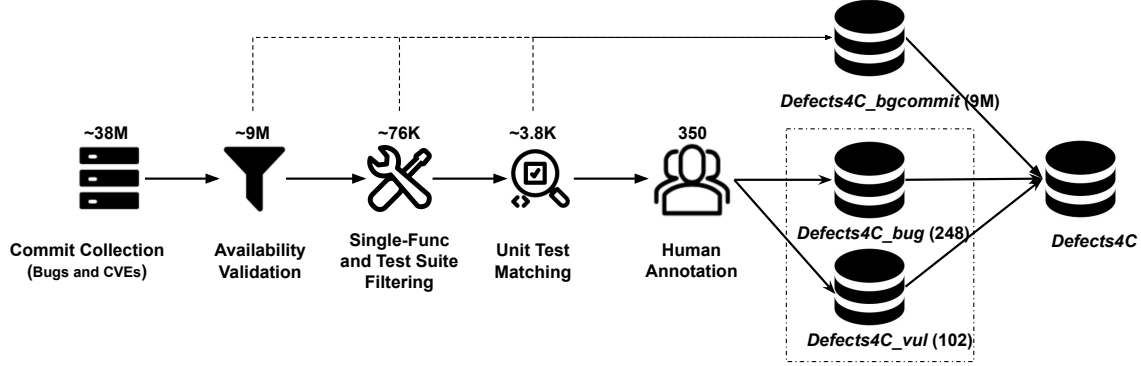 Defects4C_bgcommit (9M)
~38M
~9M
~76K
~3.8K
350
Commit Collection
(Bugs and CVEs)
Availability
Validation
Single-Func
and Test Suite
Filtering
Unit Test
Matching
Human
Annotation
Defects4C_bug (248)
Defects4C_vul (102)
Defects4C